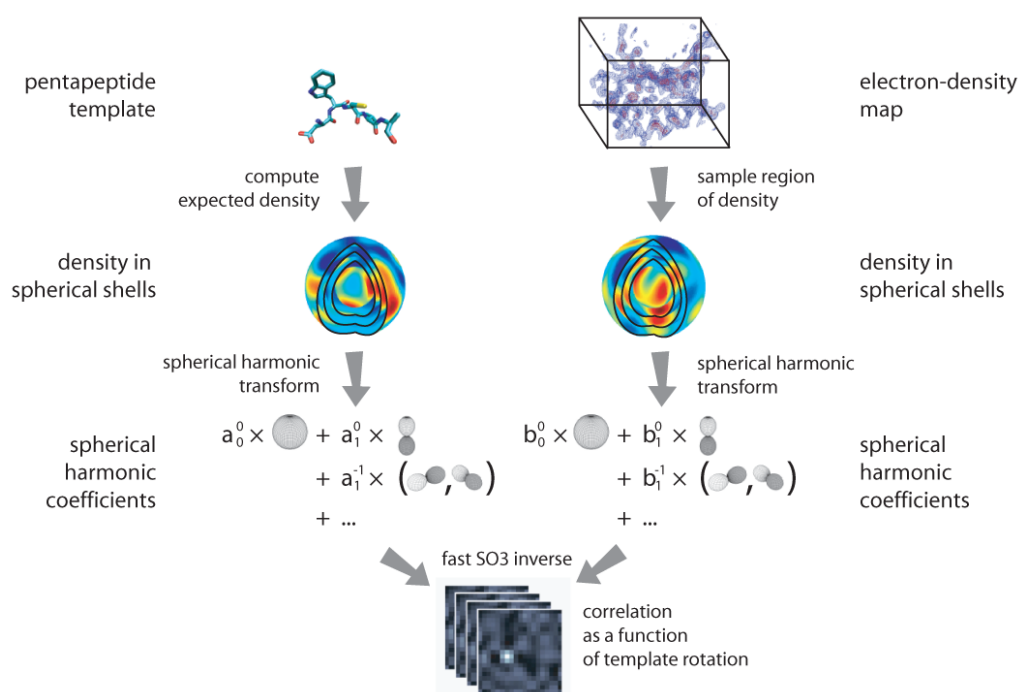 pentapeptide
template
electron-density
map
compute
expected density
sample region
of density
density in
spherical shells
density in
spherical shells
spherical harmonic
transform
spherical harmonic
transform
spherical
harmonic
coefficients
a₀⁰ × + a₁⁰ ×
+ a₁⁻¹ × ( , )
+ ...
b₀⁰ × + b₁⁰ ×
+ b₁⁻¹ × ( , )
+ ...
spherical
harmonic
coefficients
fast SO3 inverse
correlation
as a function
of template rotation